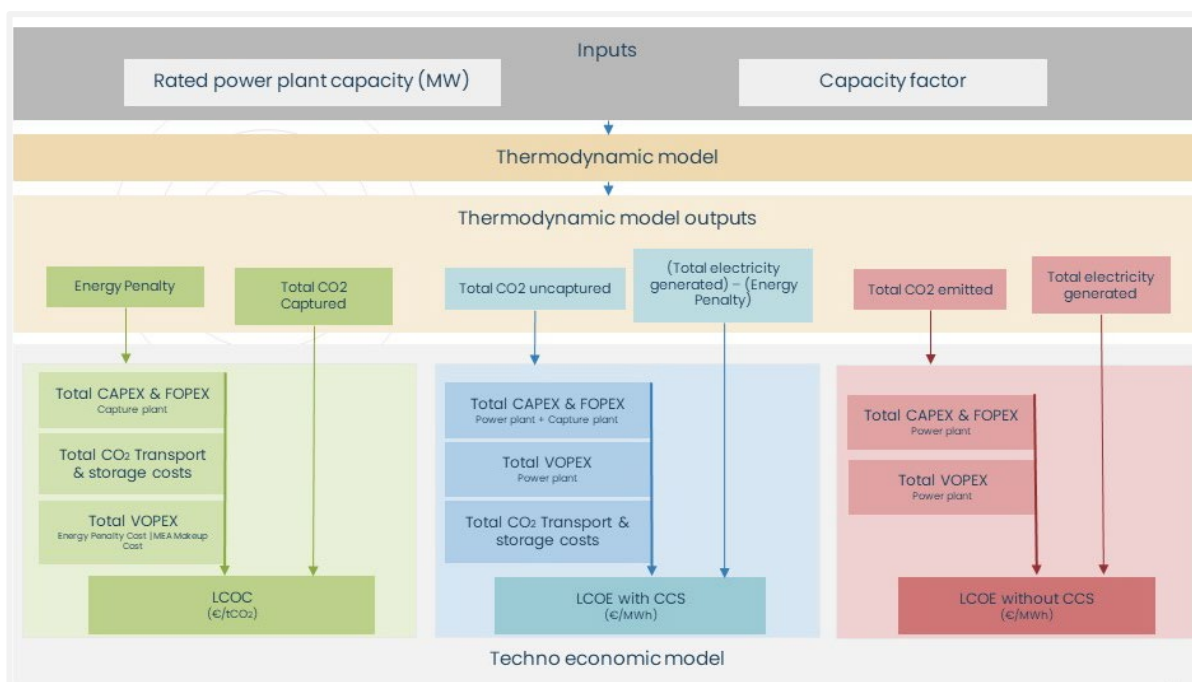 Inputs
Rated power plant capacity (MW)
Capacity factor
Thermodynamic model
Thermodynamic model outputs
Energy Penalty
Total CO2
Captured
Total CO2 uncaptured
(Total electricity
generated) – (Energy
Penalty)
Total CO2 emitted
Total electricity
generated
Total CAPEX & FOPEX
Capture plant
Total CO₂ Transport
& storage costs
Total VOPEX
Energy Penalty Cost | MEA Makeup
Cost
LCOC
(€/tCO2)
Total CAPEX & FOPEX
Power plant + Capture plant
Total VOPEX
Power plant
Total CO₂ Transport &
storage costs
LCOE with CCS
(€/MWh)
Total CAPEX & FOPEX
Power plant
Total VOPEX
Power plant
LCOE without CCS
(€/MWh)
Techno economic model